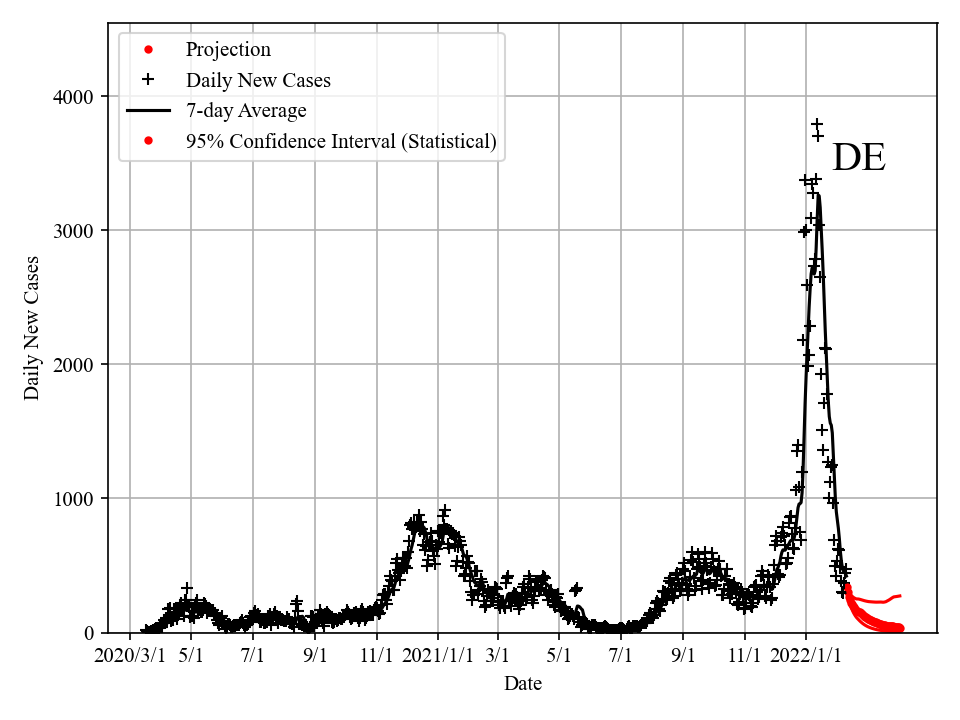 Projection
Daily New Cases
7-day Average
95% Confidence Interval (Statistical)
DE
4000
3000
2000
1000
0
Daily New Cases
2020/3/1 5/1 7/1 9/1 11/1 2021/1/1 3/1 5/1 7/1 9/1 11/1 2022/1/1
Date